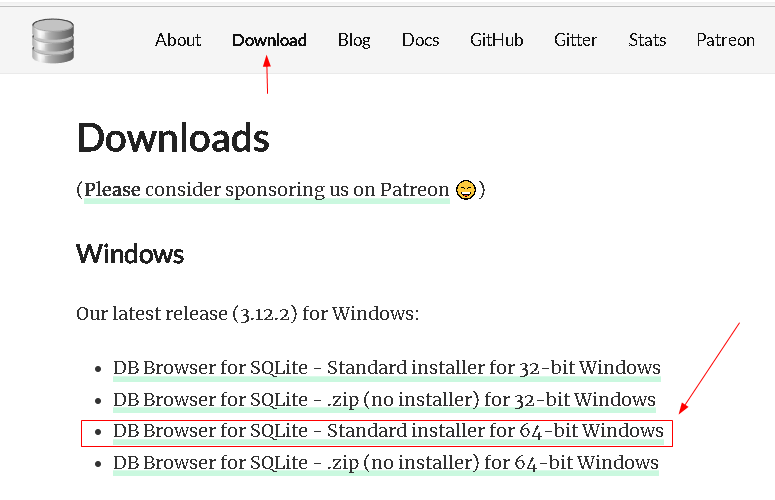 About Download Blog Docs GitHub Gitter Stats Patreon
Downloads
(Please consider sponsoring us on Patreon 😄)
Windows
Our latest release (3.12.2) for Windows:
• DB Browser for SQLite - Standard installer for 32-bit Windows
• DB Browser for SQLite - .zip (no installer) for 32-bit Windows
• DB Browser for SQLite - Standard installer for 64-bit Windows
• DB Browser for SQLite - .zip (no installer) for 64-bit Windows